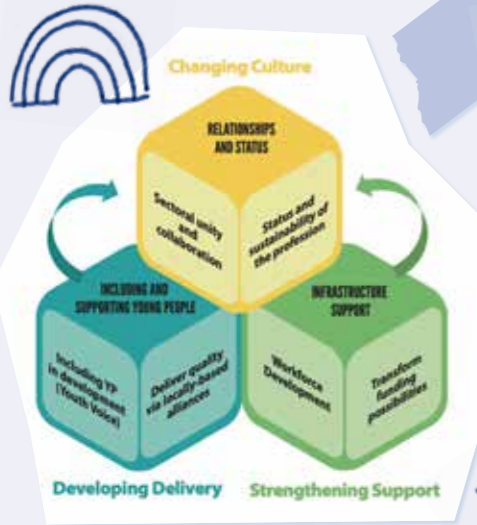 Changing Culture
RELATIONSHIPS
AND STATUS
Sectoral unity
and
collaboration
Status and
sustainability of
the profession
INCLUDING AND
SUPPORTING YOUNG PEOPLE
Including YP
in development
(Youth Voice)
Deliver quality
via locally-based
alliances
INFRASTRUCTURE
SUPPORT
Workforce
Development
Transform
funding
possibilities
Developing Delivery
Strengthening Support